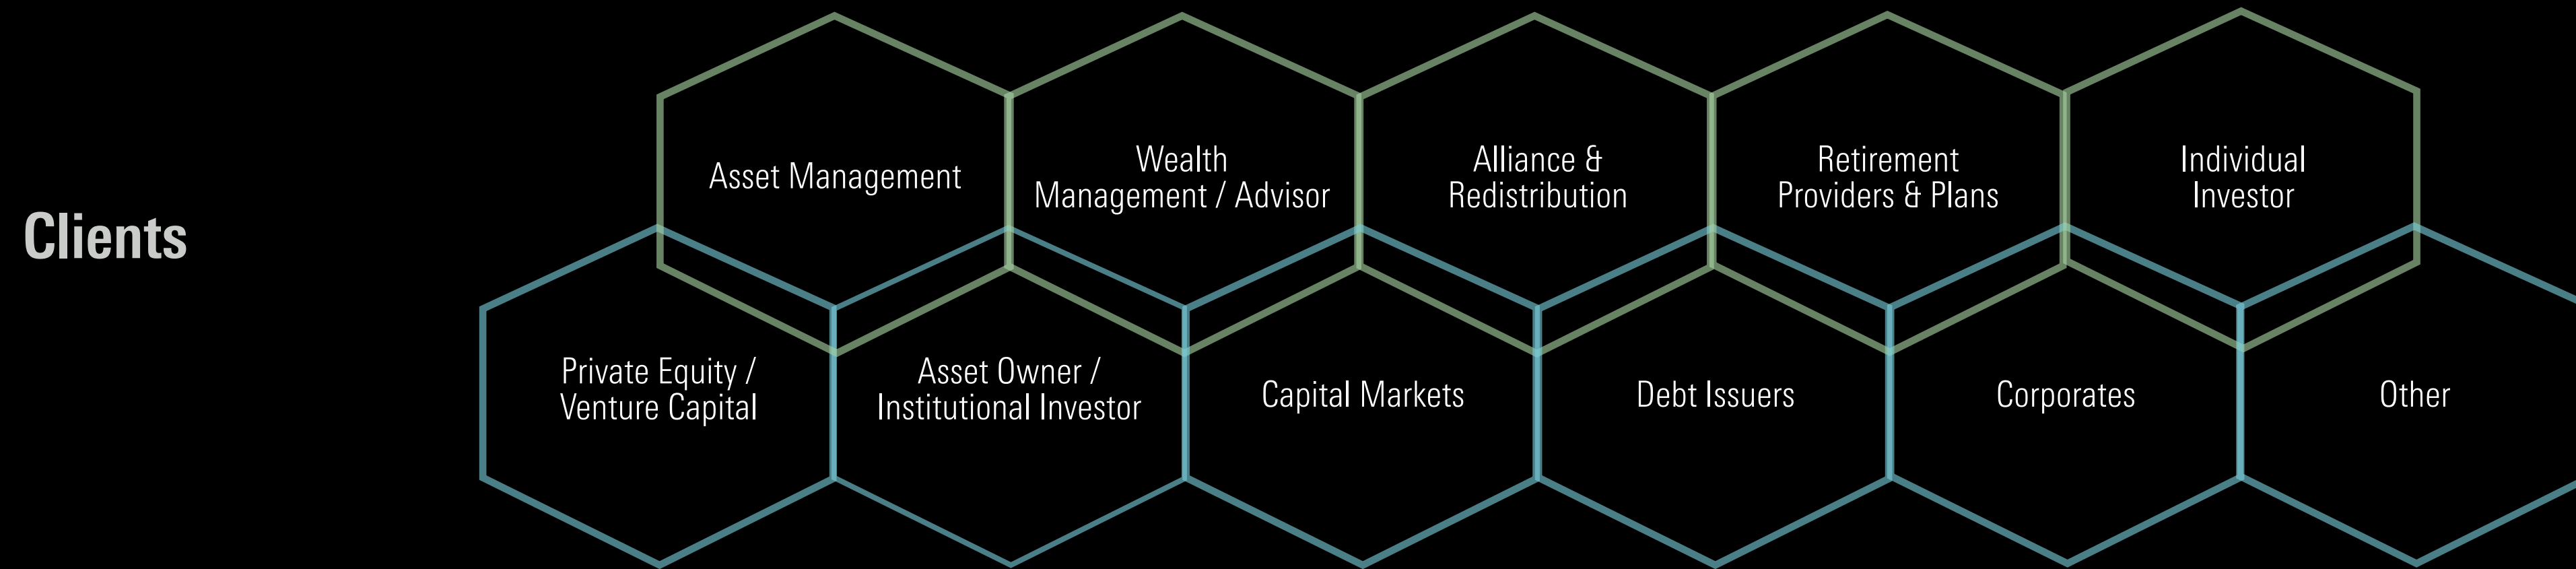 Clients
Asset Management
Wealth
Management / Advisor
Alliance &
Redistribution
Retirement
Providers & Plans
Individual
Investor
Private Equity /
Venture Capital
Asset Owner /
Institutional Investor
Capital Markets
Debt Issuers
Corporates
Other